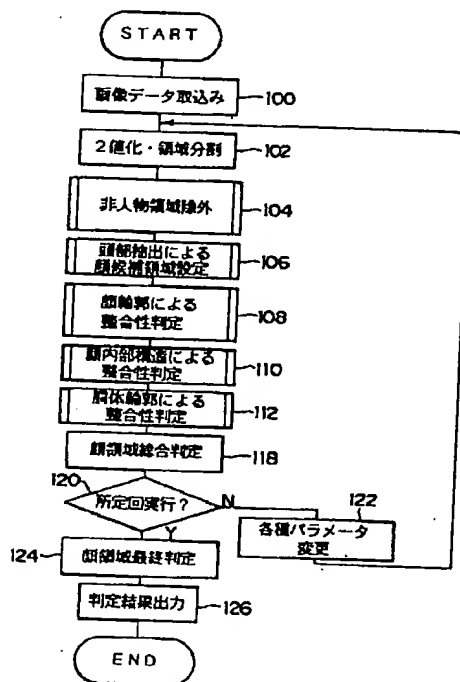 START
画像データ取込み
100
2値化・領域分割
102
非人物領域除外
104
頭部抽出による
顔候補領域設定
106
顔輪郭による
整合性判定
108
顔内部構造による
整合性判定
110
胴体輪郭による
整合性判定
112
顔領域総合判定
118
120
所定回実行?
N
122
各種パラメータ
変更
Y
124
顔領域最終判定
判定結果出力
126
END